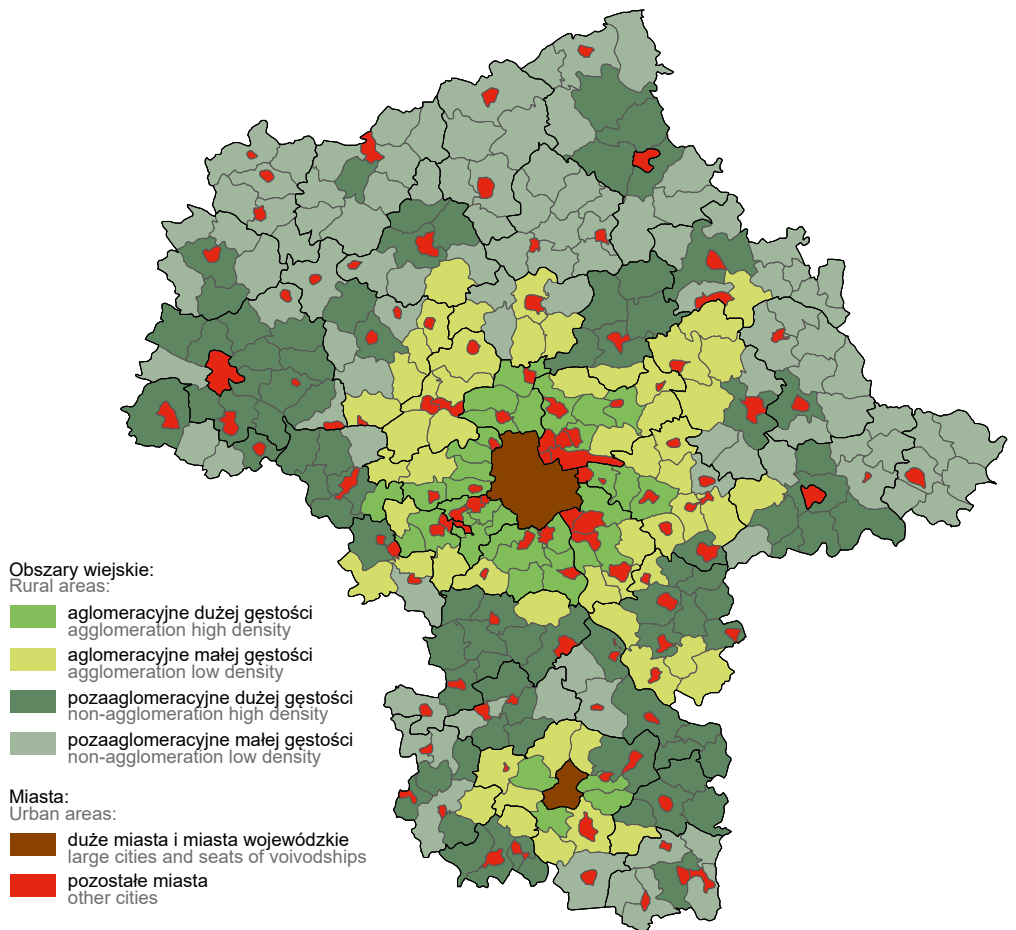 Obszary wiejskie:
Rural areas:
aglomeracyjne dużej gęstości
agglomeration high density
aglomeracyjne małej gęstości
agglomeration low density
pozaaglomeracyjne dużej gęstości
non-agglomeration high density
pozaaglomeracyjne małej gęstości
non-agglomeration low density
Miasta:
Urban areas:
duże miasta i miasta wojewódzkie
large cities and seats of voivodships
pozostałe miasta
other cities